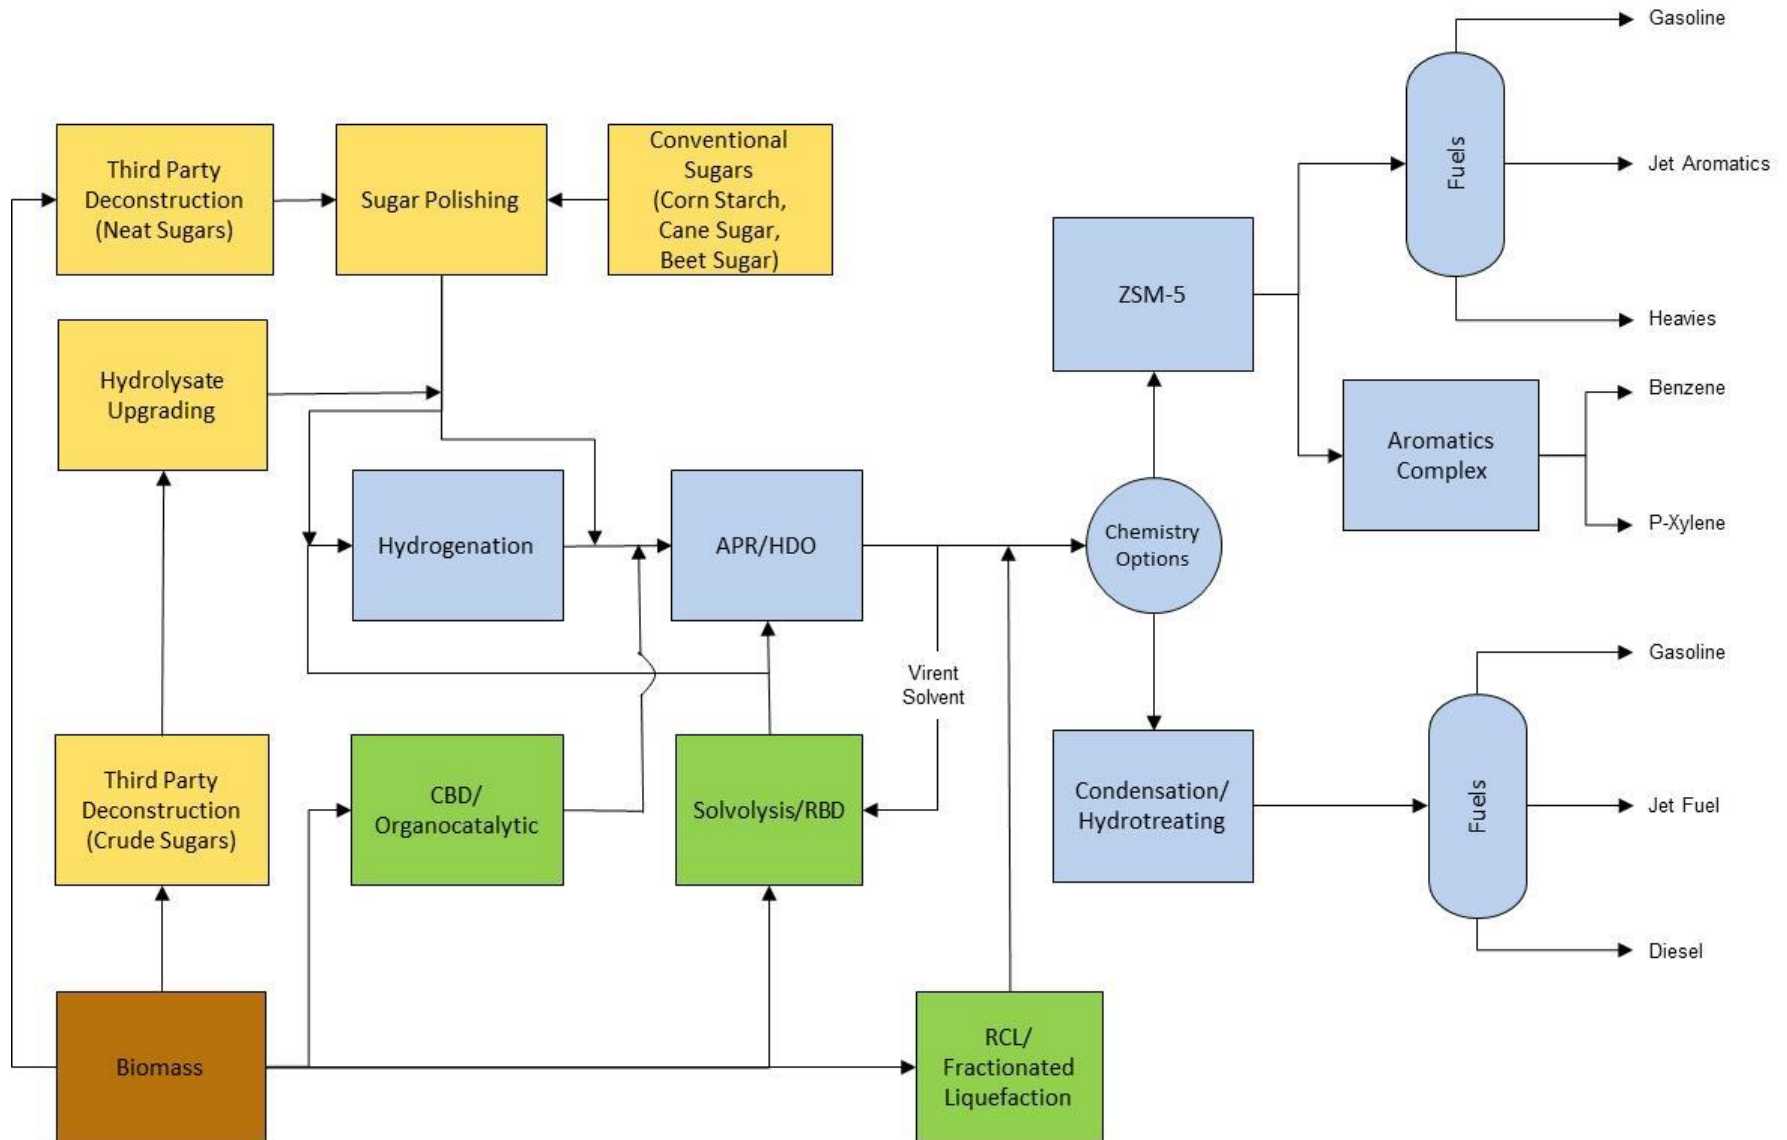 Gasoline
Third Party
Deconstruction
(Neat Sugars)
Sugar Polishing
Conventional
Sugars
(Corn Starch,
Cane Sugar,
Beet Sugar)
Fuels
Jet Aromatics
Heavies
ZSM-5
Hydrolysate
Upgrading
Benzene
Aromatics
Complex
P-Xylene
Hydrogenation
APR/HDO
Chemistry
Options
Virent
Solvent
Gasoline
Third Party
Deconstruction
(Crude Sugars)
CBD/
Organocatalytic
Solvolysis/RBD
Condensation/
Hydrotreating
Fuels
Jet Fuel
Diesel
Biomass
RCL/
Fractionated
Liquefaction